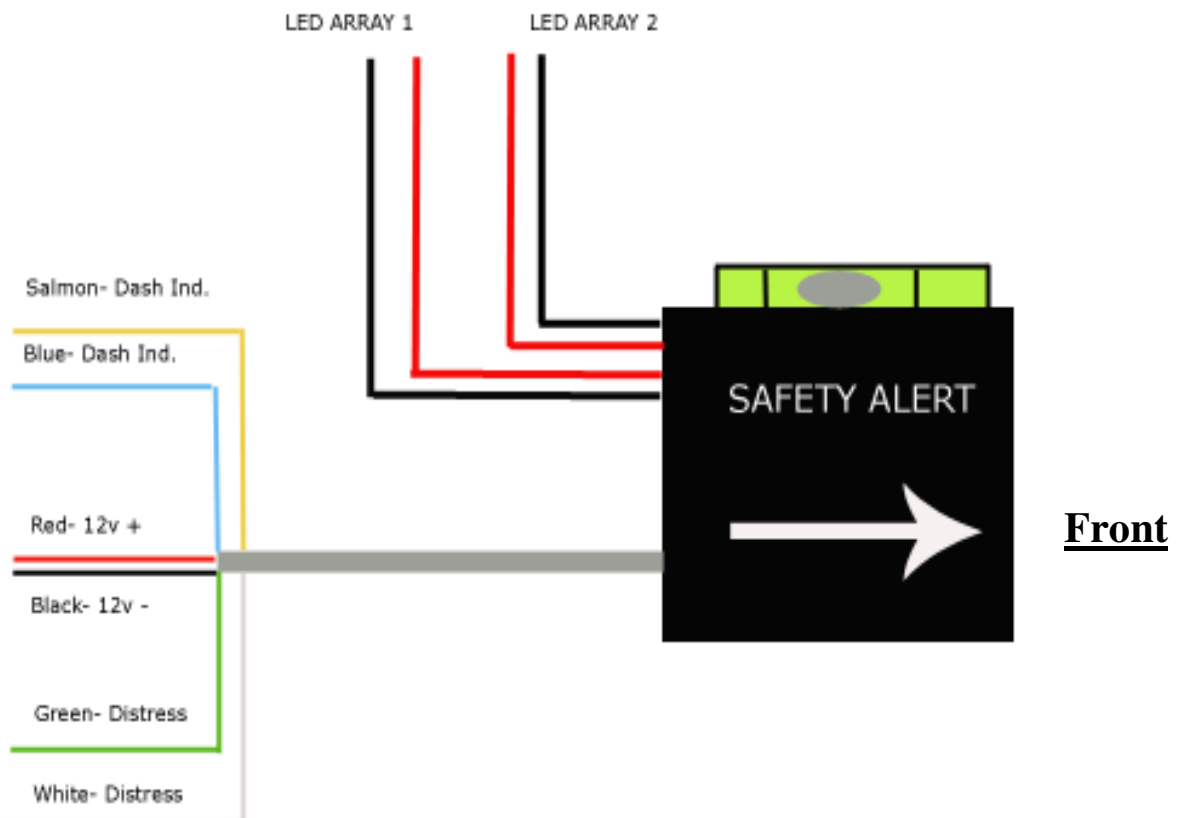 LED ARRAY 1
LED ARRAY 2
Salmon- Dash Ind.
Blue- Dash Ind.
SAFETY ALERT
Red- 12v +
Front
Black- 12v -
Green- Distress
White- Distress